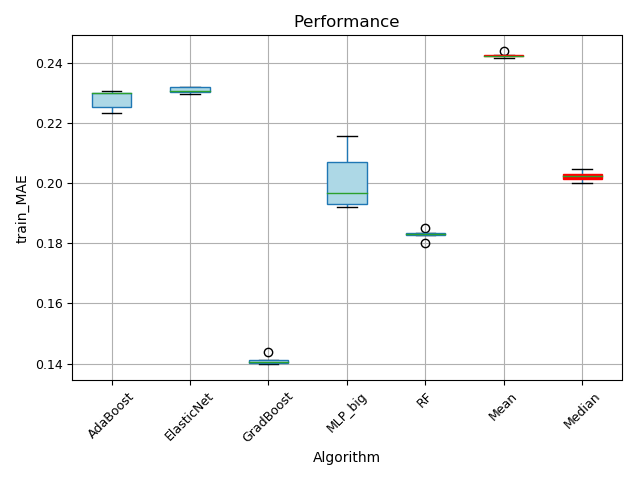 Performance
train_MAE
0.24
0.22
0.20
0.18
0.16
0.14
AdaBoost
ElasticNet
GradBoost
MLP_big
RF
Mean
Median
Algorithm